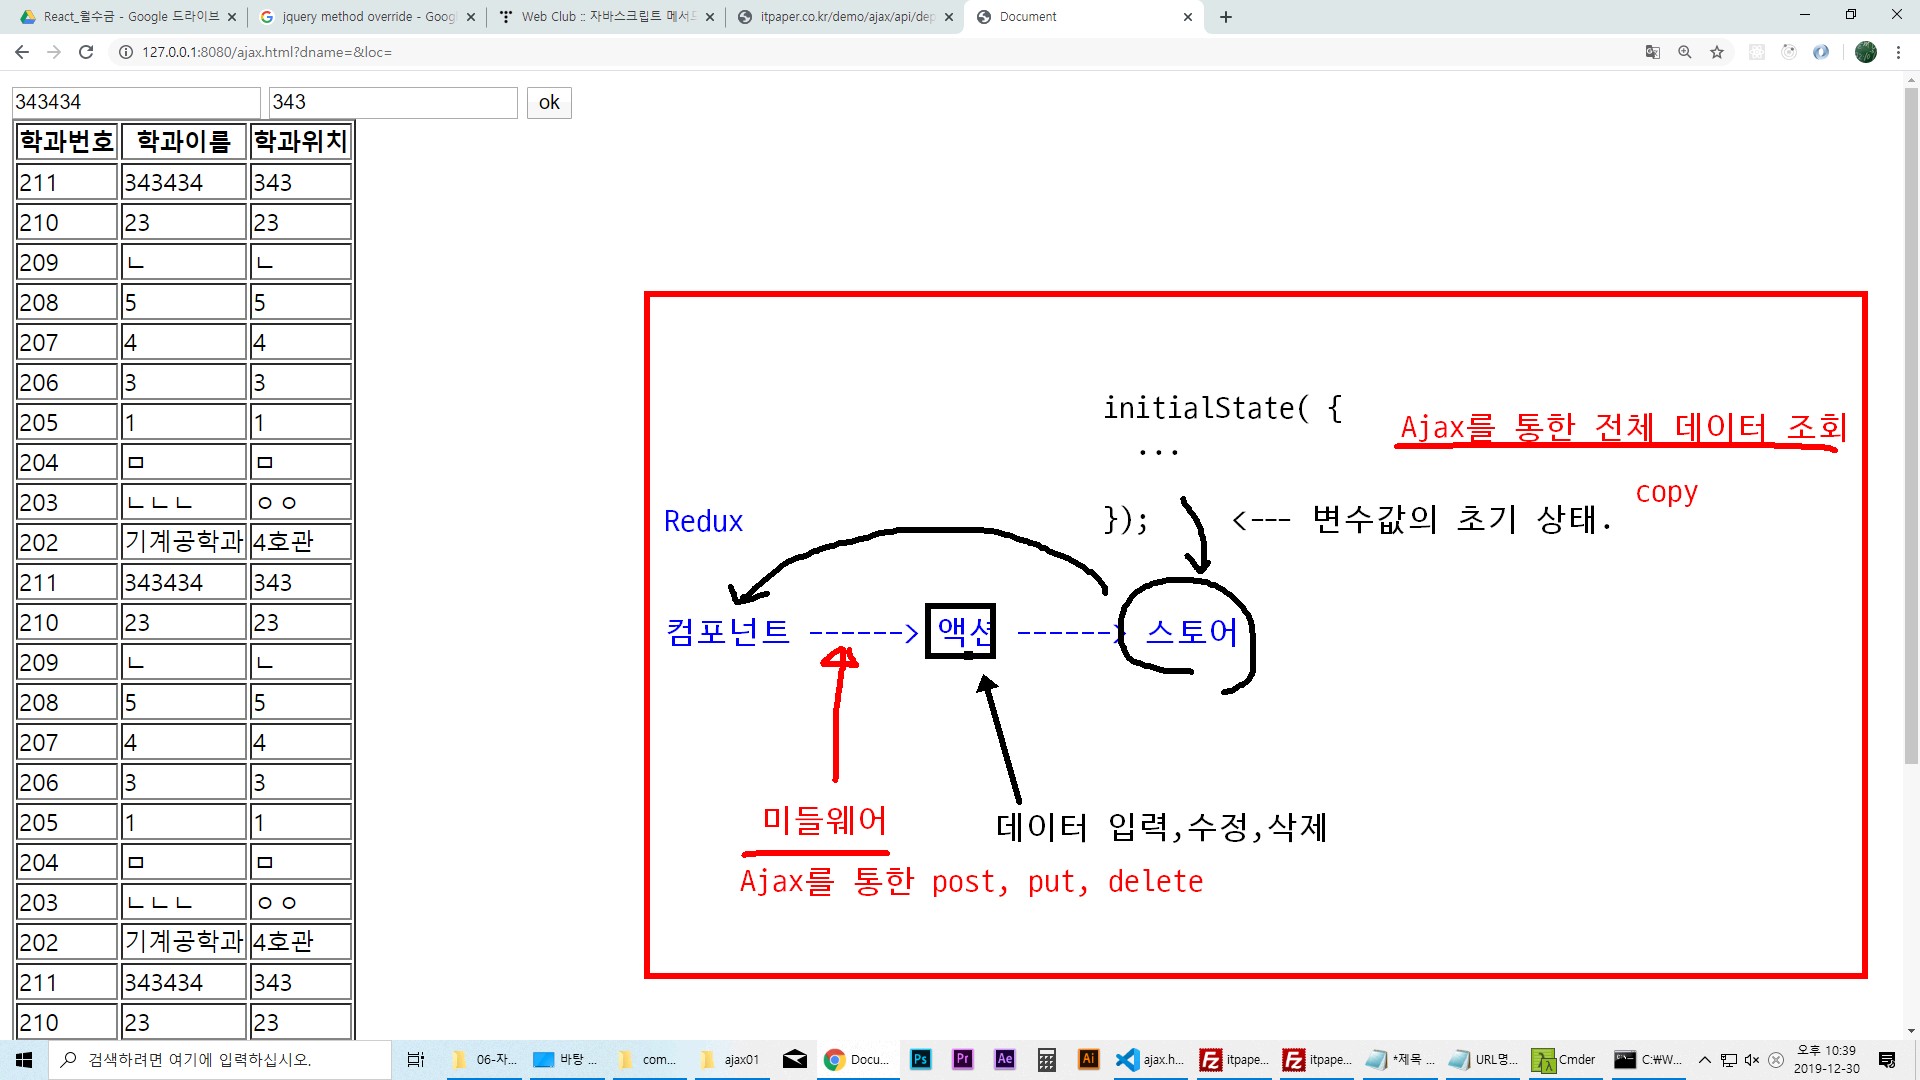 React_월수금 - Google 드라이브
jquery method override - Goog
Web Club :: 자바스크립트 메서드
itpaper.co.kr/demo/ajax/api/dep
Document
127.0.0.1:8080/ajax.html?dname=&loc=
343434 343 ok
학과번호 학과이름 학과위치
211 343434 343
210 23 23
209 ㄴ ㄴ
208 5 5
207 4 4
206 3 3
205 1 1
204 ㅁ ㅁ
203 ㄴㄴㄴ ㅇㅇ
202 기계공학과 4호관
211 343434 343
210 23 23
209 ㄴ ㄴ
208 5 5
207 4 4
206 3 3
205 1 1
204 ㅁ ㅁ
203 ㄴㄴㄴ ㅇㅇ
202 기계공학과 4호관
211 343434 343
210 23 23
initialState( {
...
});
<--- 변수값의 초기 상태.
Ajax를 통한 전체 데이터 조회
copy
Redux
컴포넌트 ------> 액션 ------> 스토어
미들웨어
데이터 입력,수정,삭제
Ajax를 통한 post, put, delete
검색하려면 여기에 입력하십시오.
06-자...
바탕 ...
com...
ajax01
Docu...
Ps
Pr
Ae
Ai
ajax.h...
itpape...
itpape...
*제목 ...
URL명...
Cmder
C:\W...
오후 10:39
2019-12-30